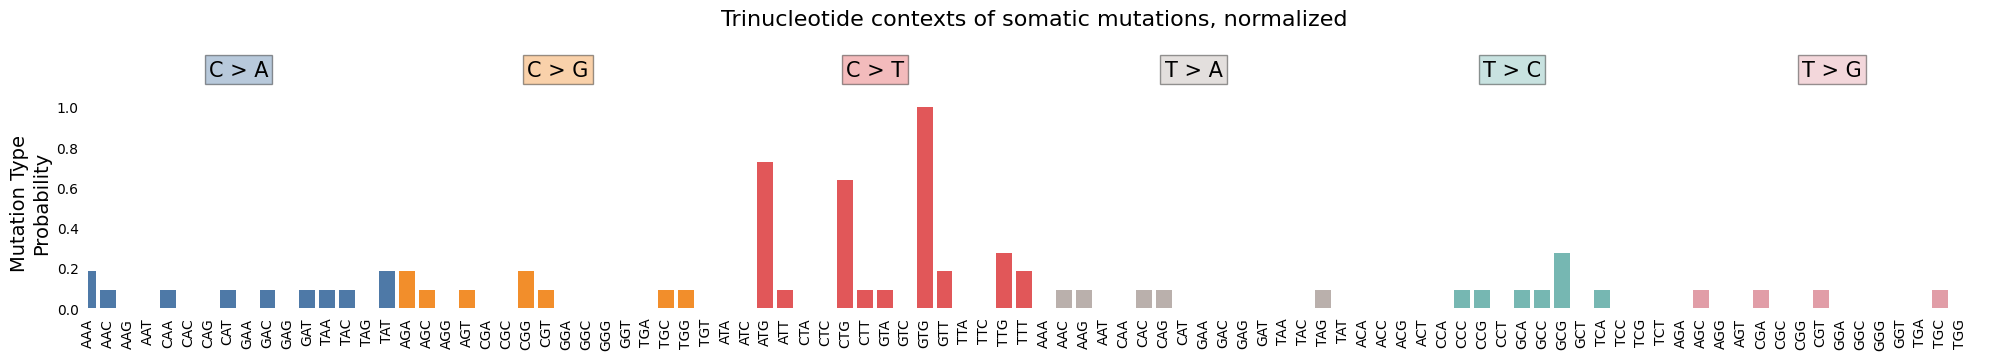 Trinucleotide contexts of somatic mutations, normalized
C > A
C > G
C > T
T > A
T > C
T > G
Mutation Type
Probability
1.0
0.8
0.6
0.4
0.2
0.0
AAA
AAC
AAG
AAT
CAA
CAC
CAG
CAT
GAA
GAC
GAG
GAT
TAA
TAC
TAG
TAT
AGA
AGC
AGG
AGT
CGA
CGC
CGG
CGT
GGA
GGC
GGG
GGT
TGA
TGC
TGG
TGT
ATA
ATC
ATG
ATT
CTA
CTC
CTG
CTT
GTA
GTC
GTG
GTT
TTA
TTC
TTG
TTT
AAA
AAC
AAG
AAT
CAA
CAC
CAG
CAT
GAA
GAC
GAG
GAT
TAA
TAC
TAG
TAT
ACA
ACC
ACG
ACT
CCA
CCC
CCG
CCT
GCA
GCC
GCG
GCT
TCA
TCC
TCG
TCT
AGA
AGC
AGG
AGT
CGA
CGC
CGG
CGT
GGA
GGC
GGG
GGT
TGA
TGC
TGG